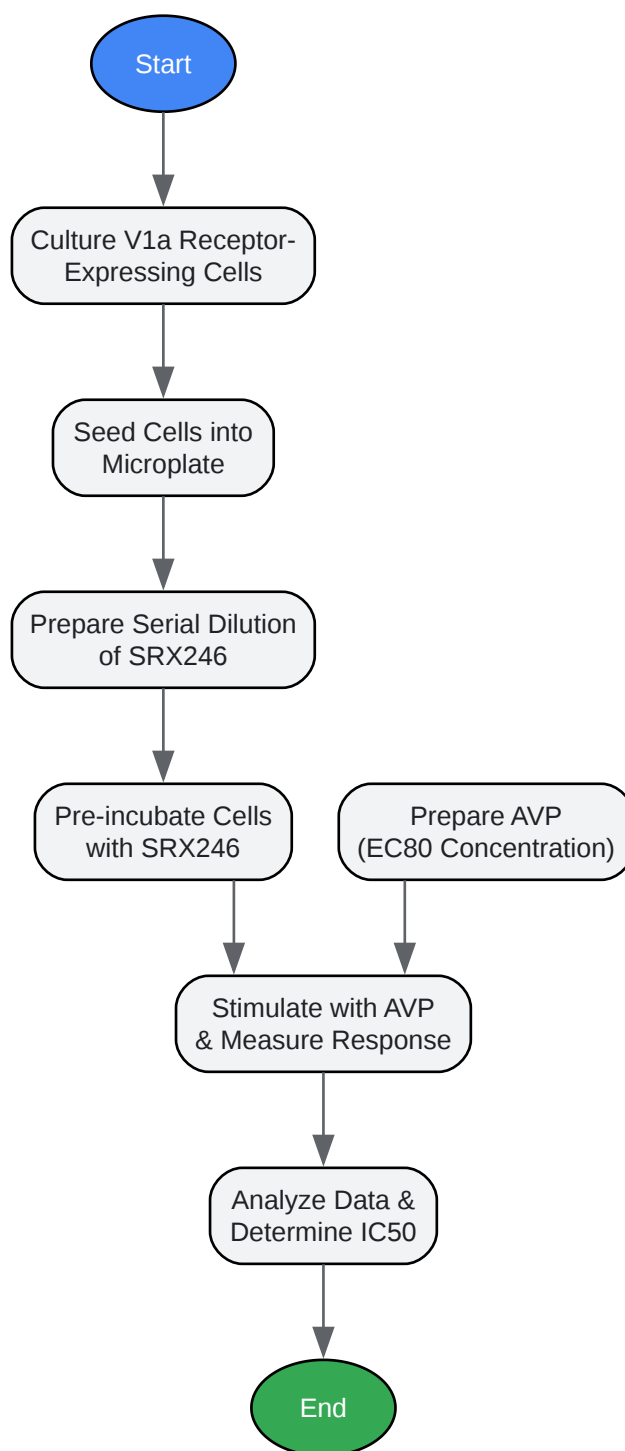 Start
Culture V1a Receptor-
Expressing Cells
Seed Cells into
Microplate
Prepare Serial Dilution
of SRX246
Pre-incubate Cells
with SRX246
Prepare AVP
(EC80 Concentration)
Stimulate with AVP
& Measure Response
Analyze Data &
Determine IC50
End